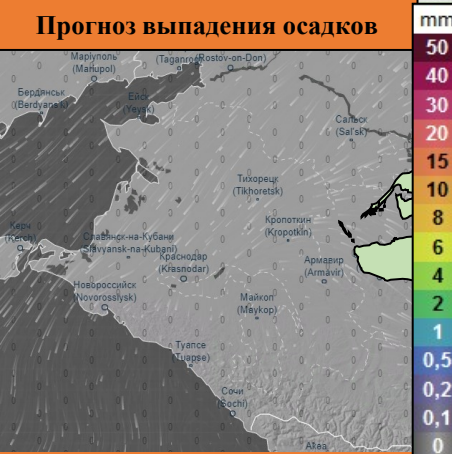 Прогноз выпадения осадков
mm
50
40
30
20
15
10
8
6
4
2
1
0,5
0,2
0,1
0
Маріуполь
(Mariupol)
(Taganrog)
(Rostov-on-Don)
Бердянськ
(Berdyansk)
Ейск
(Yeysk)
Сальск
(Sal'sk)
Тихорецк
(Tikhoretsk)
Кропоткин
(Kropotkin)
Керч
(Kerch)
Славянск-на-Кубани
(Slavyansk-na-Kubani)
Краснодар
(Krasnodar)
Армавир
(Armavir)
Новороссийск
(Novorossiysk)
Майкоп
(Maykop)
Туапсе
(Tuapse)
Сочи
(Sochi)